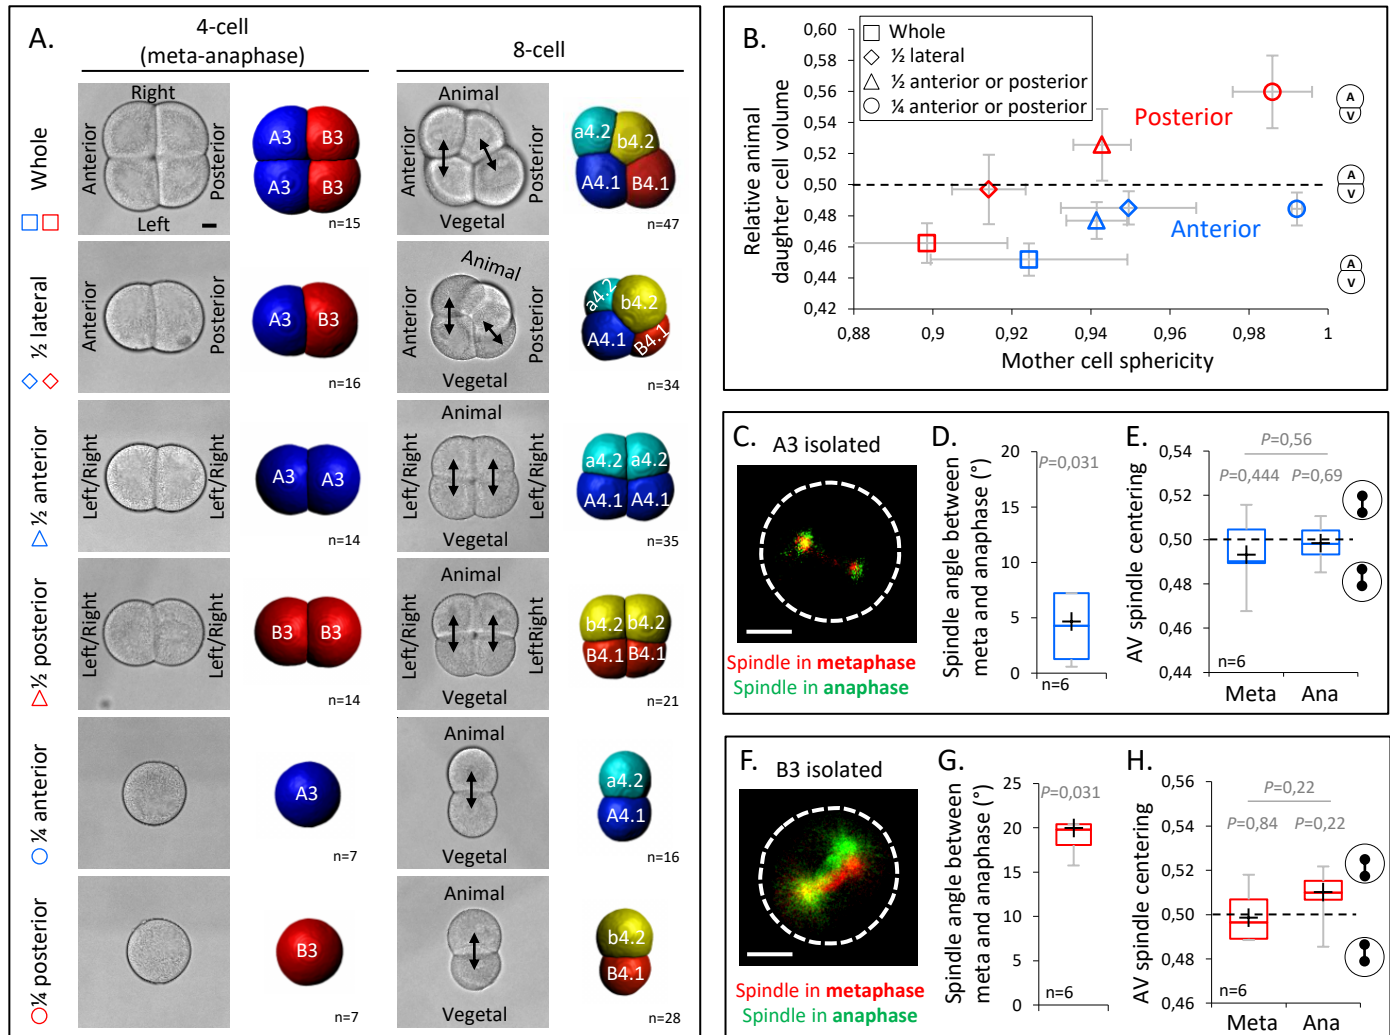 A.
4-cell
(meta-anaphase)
8-cell
Whole
Right
Anterior
Posterior
Left
A3
B3
A3
B3
n=15
Animal
Anterior
Posterior
Vegetal
a4.2
b4.2
A4.1
B4.1
n=47
½ lateral
Anterior
Posterior
A3
B3
n=16
Animal
Anterior
Posterior
Vegetal
a4.2
b4.2
A4.1
B4.1
n=34
½ anterior
Left/Right
Left/Right
A3
A3
n=14
Animal
Left/Right
Left/Right
Vegetal
a4.2
a4.2
A4.1
A4.1
n=35
½ posterior
Left/Right
Left/Right
B3
B3
n=14
Animal
Left/Right
LeftRight
Vegetal
b4.2
b4.2
B4.1
B4.1
n=21
¼ anterior
A3
n=7
Animal
Vegetal
a4.2
A4.1
n=16
¼ posterior
B3
n=7
Animal
Vegetal
b4.2
B4.1
n=28
B.
Relative animal
daughter cell volume
0,60
0,58
0,56
0,54
0,52
0,50
0,48
0,46
0,44
0,42
Whole
½ lateral
½ anterior or posterior
¼ anterior or posterior
Posterior
Anterior
A
V
A
V
A
V
0,88
0,9
0,92
0,94
0,96
0,98
1
Mother cell sphericity
C.
A3 isolated
Spindle in metaphase
Spindle in anaphase
D.
Spindle angle between
meta and anaphase (°)
20
15
10
5
0
P=0,031
n=6
E.
AV spindle centering
0,54
0,52
0,50
0,48
0,46
0,44
P=0,56
P=0,444
P=0,69
n=6
Meta
Ana
F.
B3 isolated
Spindle in metaphase
Spindle in anaphase
G.
Spindle angle between
meta and anaphase (°)
25
20
15
10
5
0
P=0,031
n=6
H.
AV spindle centering
0,56
0,54
0,52
0,50
0,48
0,46
P=0,22
P=0,84
P=0,22
n=6
Meta
Ana